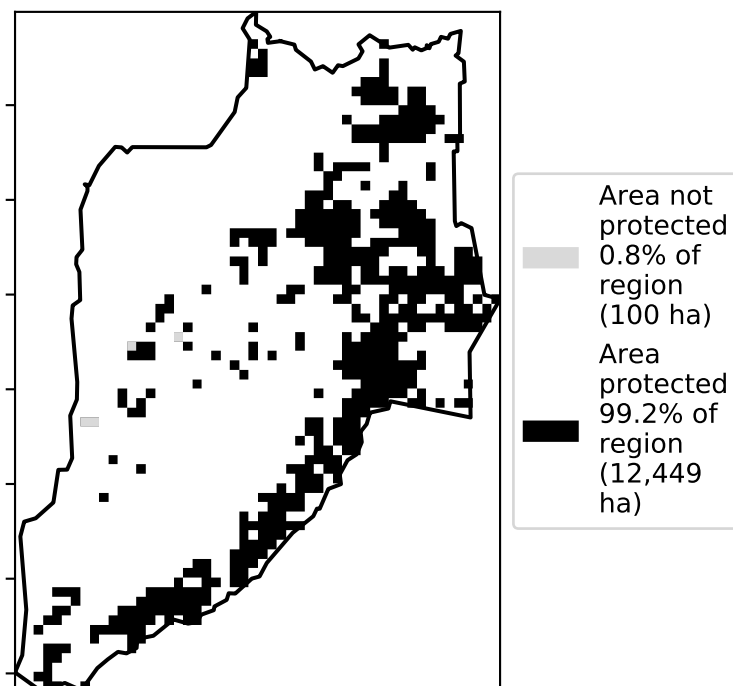 Area not
protected
0.8% of
region
(100 ha)
Area
protected
99.2% of
region
(12,449
ha)